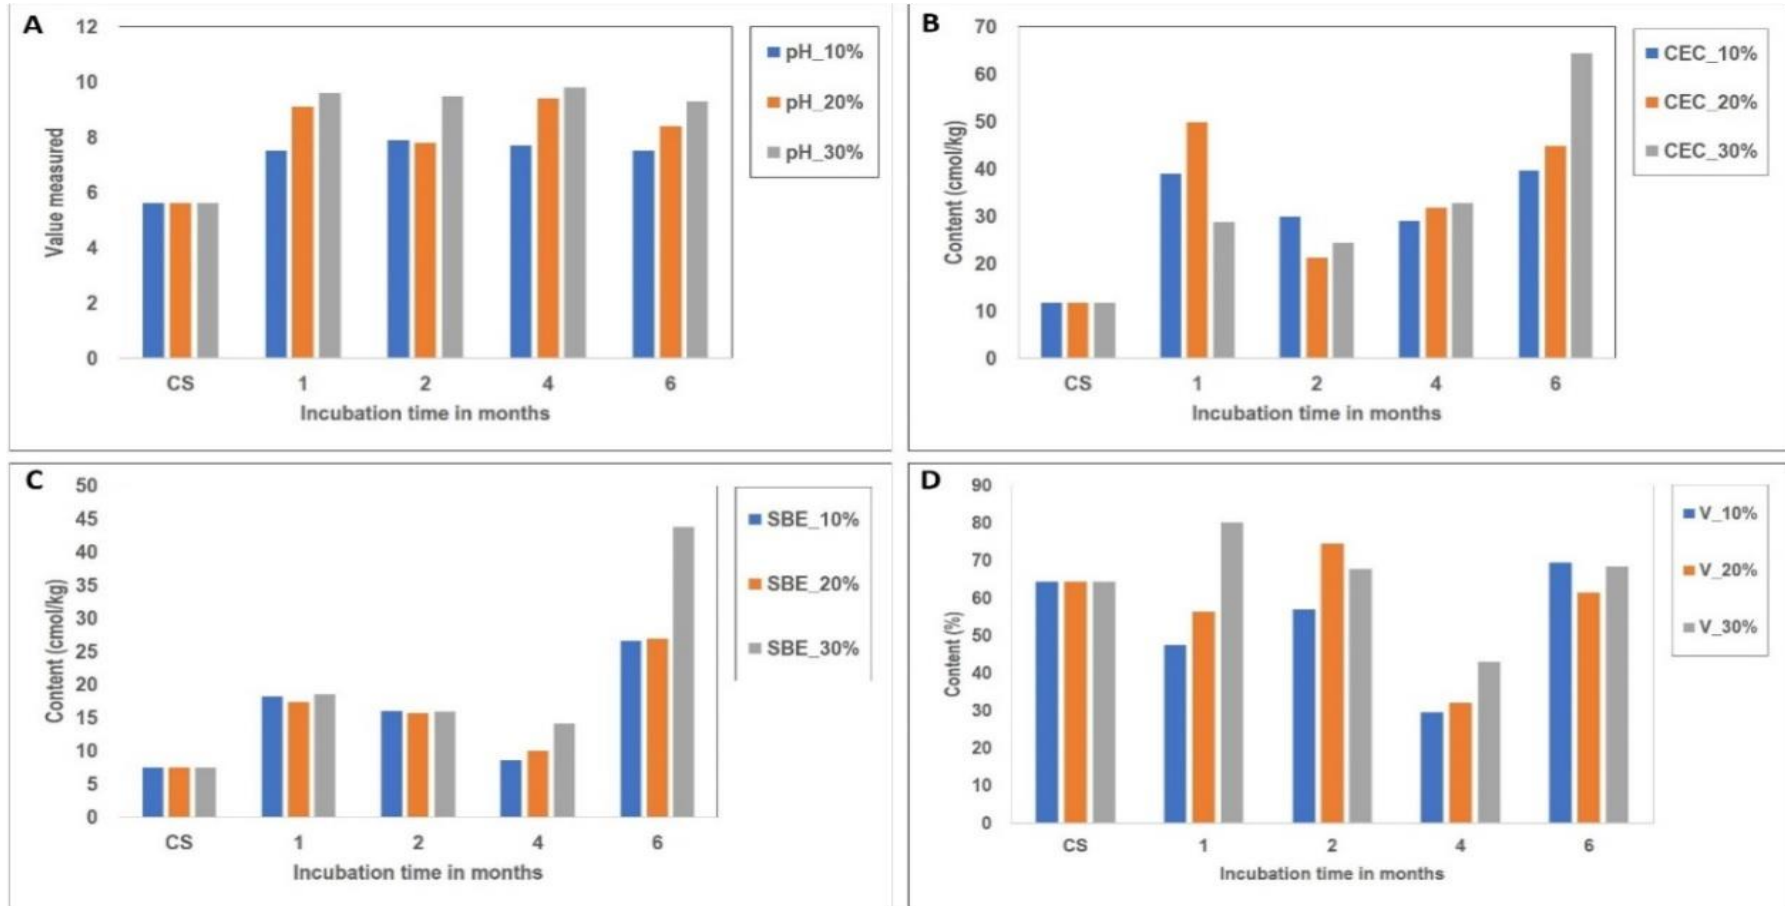 A
12
10
8
6
4
2
0
Value measured
CS 1 2 4 6
Incubation time in months
pH_10%
pH_20%
pH_30%
B
70
60
50
40
30
20
10
0
Content (cmol/kg)
CS 1 2 4 6
Incubation time in months
CEC_10%
CEC_20%
CEC_30%
C
50
45
40
35
30
25
20
15
10
5
0
Content (cmol/kg)
CS 1 2 4 6
Incubation time in months
SBE_10%
SBE_20%
SBE_30%
D
90
80
70
60
50
40
30
20
10
0
Content (%)
CS 1 2 4 6
Incubation time in months
V_10%
V_20%
V_30%